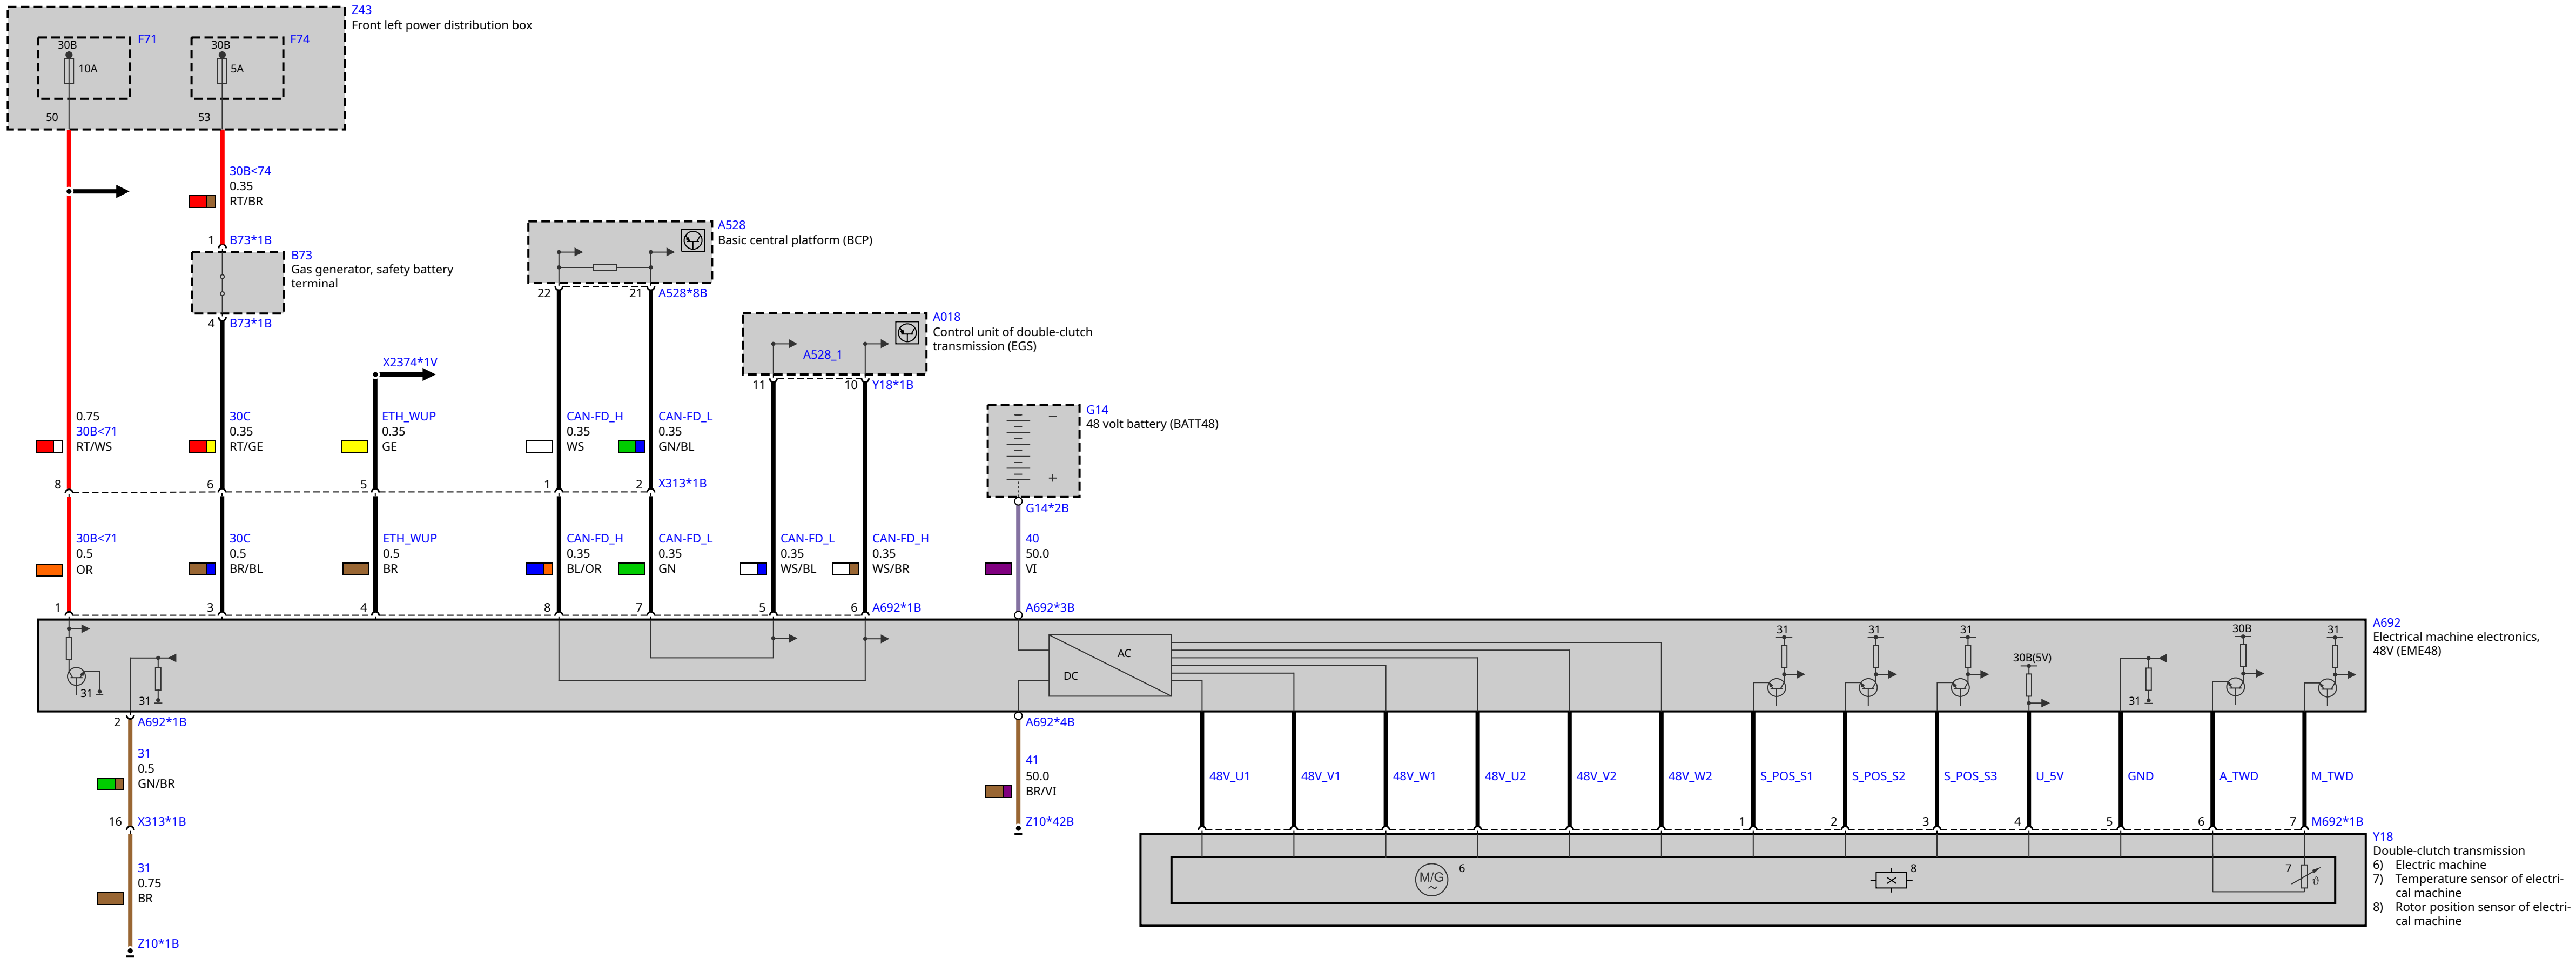 Z43
Front left power distribution box
F71
F74
30B
30B
10A
5A
50
53
30B<74
0.35
RT/BR
1
B73*1B
B73
Gas generator, safety battery
terminal
4
B73*1B
A528
Basic central platform (BCP)
22
21
A528*8B
A018
Control unit of double-clutch
transmission (EGS)
A528_1
11
10
Y18*1B
X2374*1V
G14
48 volt battery (BATT48)
−
+
G14*2B
0.75
30B<71
RT/WS
30C
0.35
RT/GE
ETH_WUP
0.35
GE
CAN-FD_H
0.35
WS
CAN-FD_L
0.35
GN/BL
8
6
5
1
2
X313*1B
30B<71
0.5
OR
30C
0.5
BR/BL
ETH_WUP
0.5
BR
CAN-FD_H
0.35
BL/OR
CAN-FD_L
0.35
GN
CAN-FD_L
0.35
WS/BL
CAN-FD_H
0.35
WS/BR
40
50.0
VI
1
3
4
8
7
5
6
A692*1B
A692*3B
A692
Electrical machine electronics,
48V (EME48)
31
31
AC
DC
31
31
31
30B(5V)
31
30B
31
2
A692*1B
A692*4B
31
0.5
GN/BR
41
50.0
BR/VI
48V_U1
48V_V1
48V_W1
48V_U2
48V_V2
48V_W2
S_POS_S1
S_POS_S2
S_POS_S3
U_5V
GND
A_TWD
M_TWD
16
X313*1B
Z10*42B
1
2
3
4
5
6
7
M692*1B
Y18
Double-clutch transmission
6) Electric machine
7) Temperature sensor of electri-
cal machine
8) Rotor position sensor of electri-
cal machine
M/G
~
6
8
7
ϑ
31
0.75
BR
Z10*1B